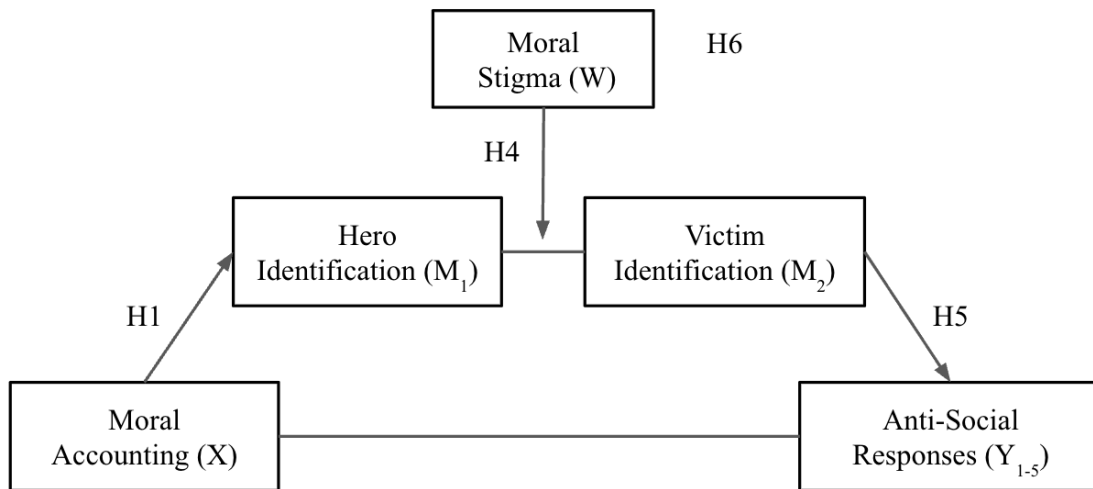 Moral
Stigma (W)
H6
H4
Hero
Identification (M₁)
Victim
Identification (M₂)
H1
H5
Moral
Accounting (X)
Anti-Social
Responses (Y₁₋₅)